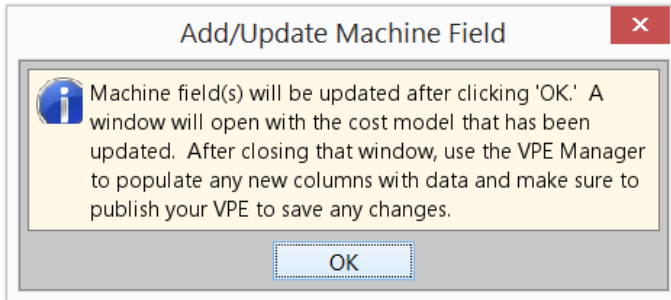 Add/Update Machine Field
Machine field(s) will be updated after clicking 'OK.'  A
window will open with the cost model that has been
updated.  After closing that window, use the VPE Manager
to populate any new columns with data and make sure to
publish your VPE to save any changes.
OK